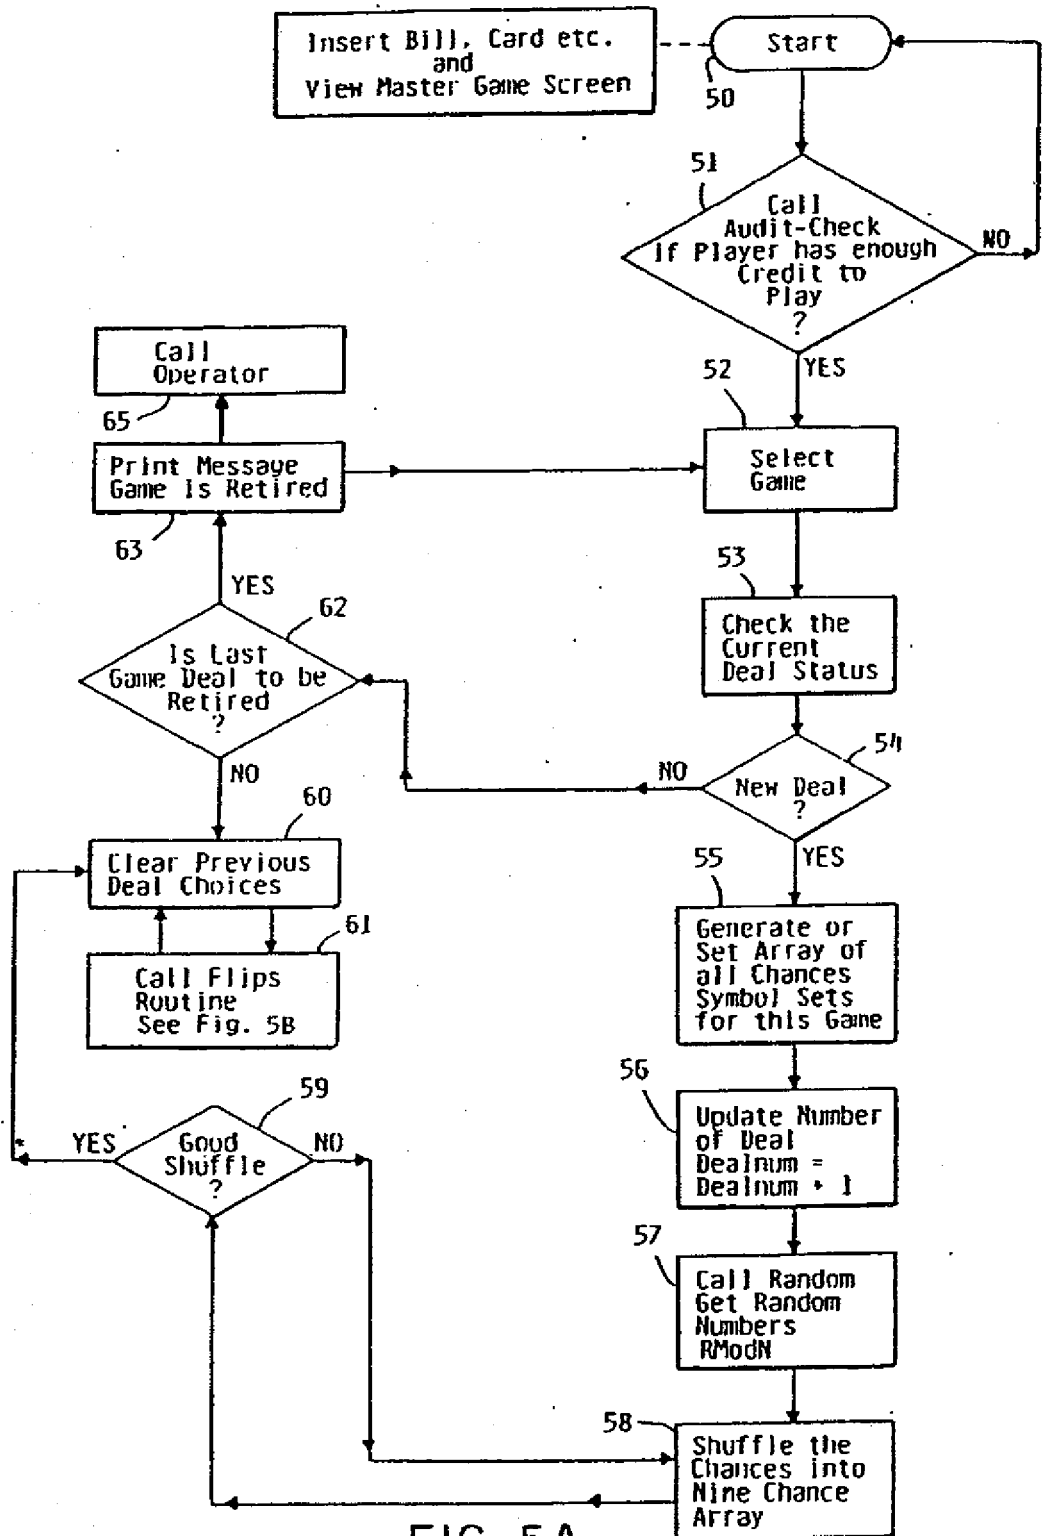 Insert Bill, Card etc.
and
View Master Game Screen
Start
50
51
Call
Audit-Check
If Player has enough
Credit to
Play
?
NO
YES
52
Select
Game
Call
Operator
65
Print Message
Game is Retired
63
YES
62
Is Last
Game Deal to be
Retired
?
NO
53
Check the
Current
Deal Status
54
New Deal
?
NO
YES
60
Clear Previous
Deal Choices
61
Call Flips
Routine
See Fig. 5B
55
Generate or
Set Array of
all Chances
Symbol Sets
for this Game
56
Update Number
of Deal
Dealnum =
Dealnum + 1
59
Good
Shuffle
?
YES
NO
57
Call Random
Get Random
Numbers
RModN
58
Shuffle the
Chances into
Nine Chance
Array
FIG. 5A